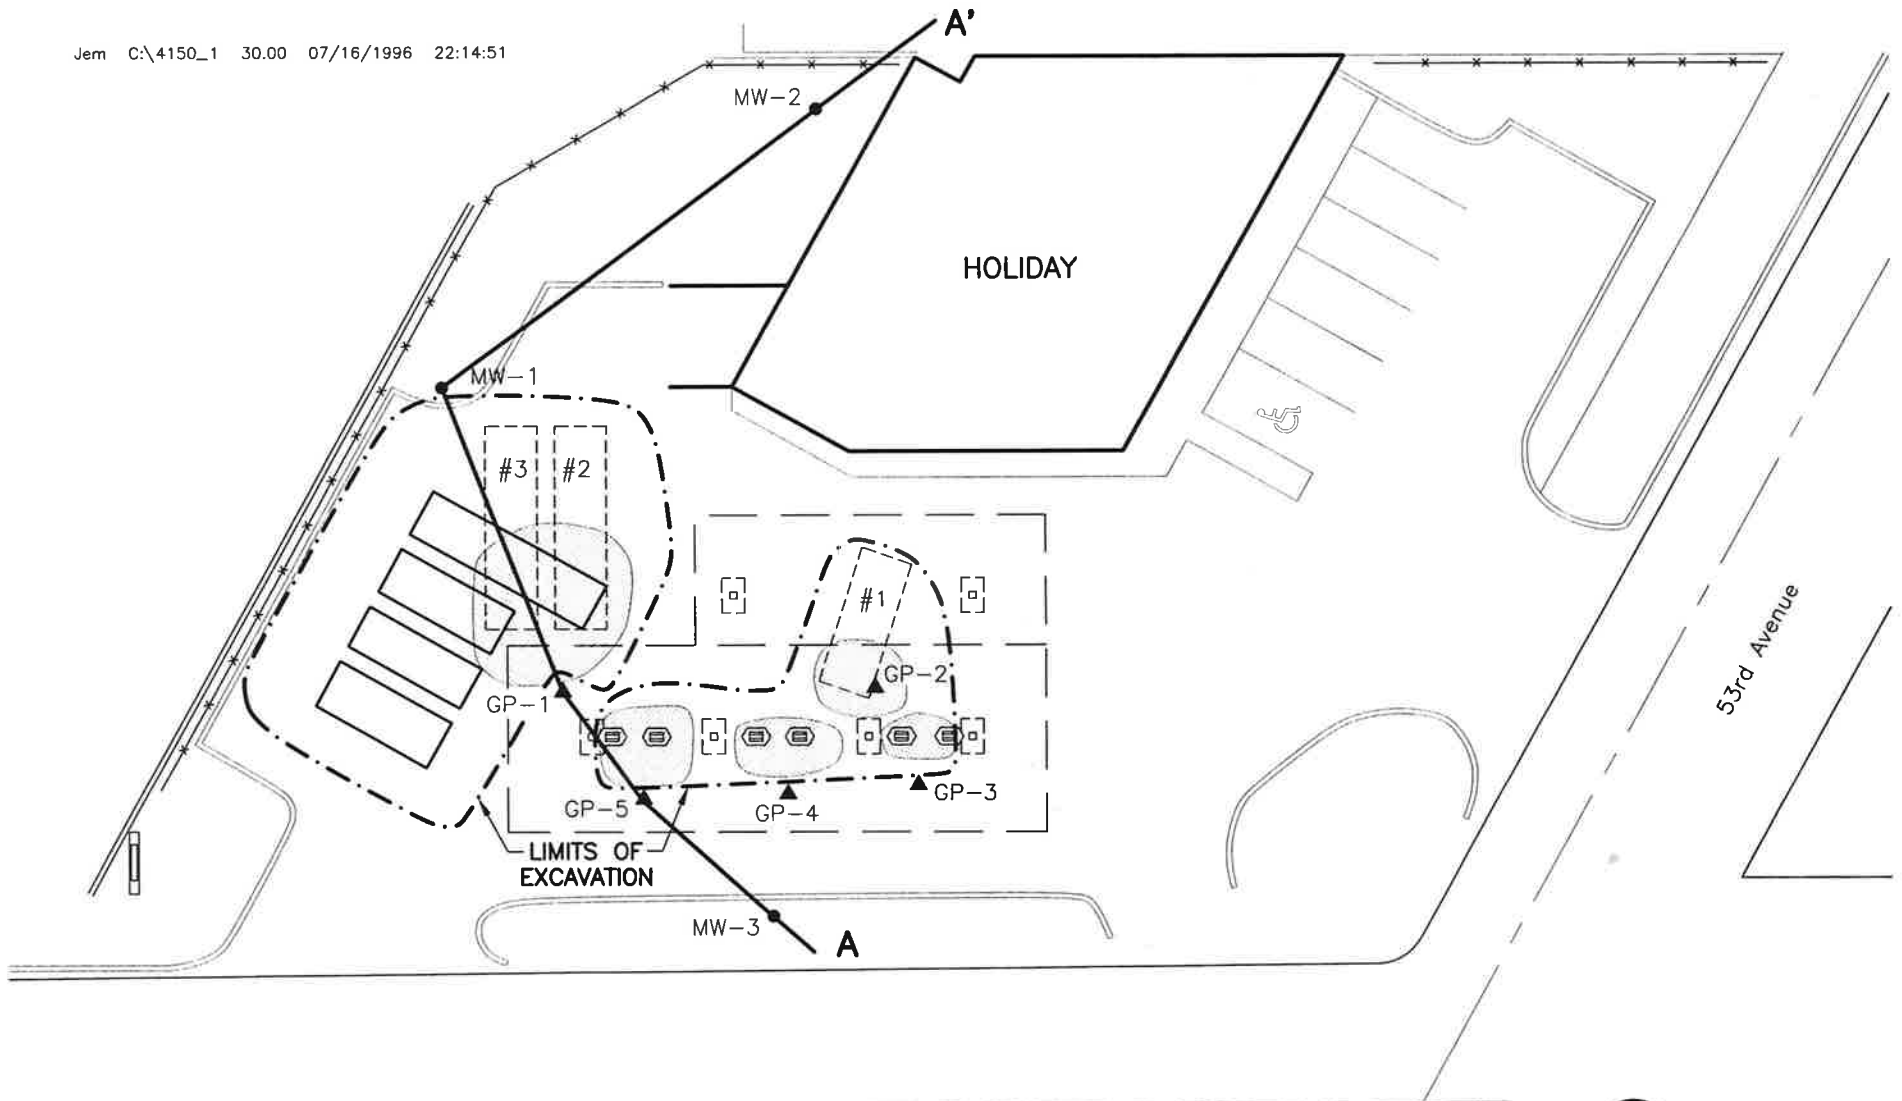 A'
Jem C:\4150_1 30.00 07/16/1996 22:14:51
MW-2
HOLIDAY
MW-1
#3
#2
#1
53rd Avenue
GP-2
GP-1
GP-3
GP-5
GP-4
LIMITS OF
EXCAVATION
MW-3
A